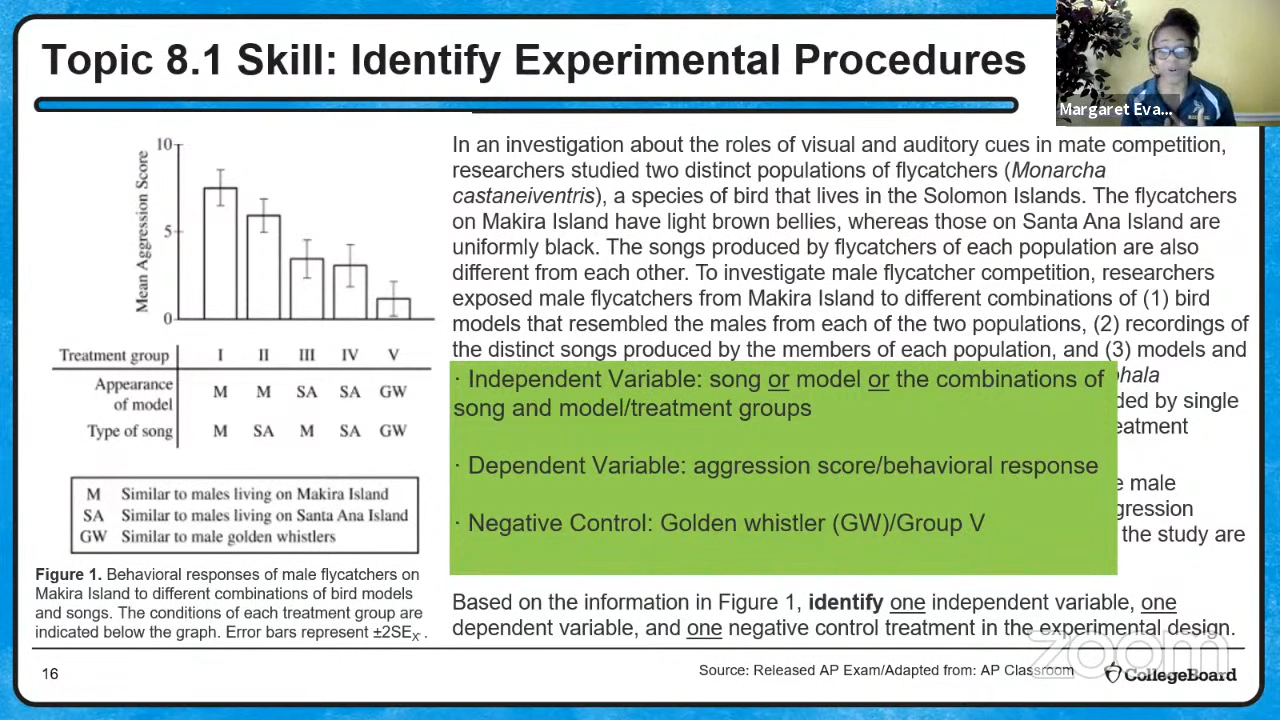 Topic 8.1 Skill: Identify Experimental Procedures
Margaret Eva...
10
5
0
Mean Aggression Score
Treatment group I II III IV V
Appearance
of model M M SA SA GW
Type of song M SA M SA GW
M Similar to males living on Makira Island
SA Similar to males living on Santa Ana Island
GW Similar to male golden whistlers
Figure 1. Behavioral responses of male flycatchers on
Makira Island to different combinations of bird models
and songs. The conditions of each treatment group are
indicated below the graph. Error bars represent ±2SEx̄ .
In an investigation about the roles of visual and auditory cues in mate competition,
researchers studied two distinct populations of flycatchers (Monarcha
castaneiventris), a species of bird that lives in the Solomon Islands. The flycatchers
on Makira Island have light brown bellies, whereas those on Santa Ana Island are
uniformly black. The songs produced by flycatchers of each population are also
different from each other. To investigate male flycatcher competition, researchers
exposed male flycatchers from Makira Island to different combinations of (1) bird
models that resembled the males from each of the two populations, (2) recordings of
the distinct songs produced by the members of each population, and (3) models and
· Independent Variable: song or model or the combinations of
song and model/treatment groups
· Dependent Variable: aggression score/behavioral response
· Negative Control: Golden whistler (GW)/Group V
by single
male
the study are
Based on the information in Figure 1, identify one independent variable, one
dependent variable, and one negative control treatment in the experimental design.
16
Source: Released AP Exam/Adapted from: AP Classroom
CollegeBoard
zoom